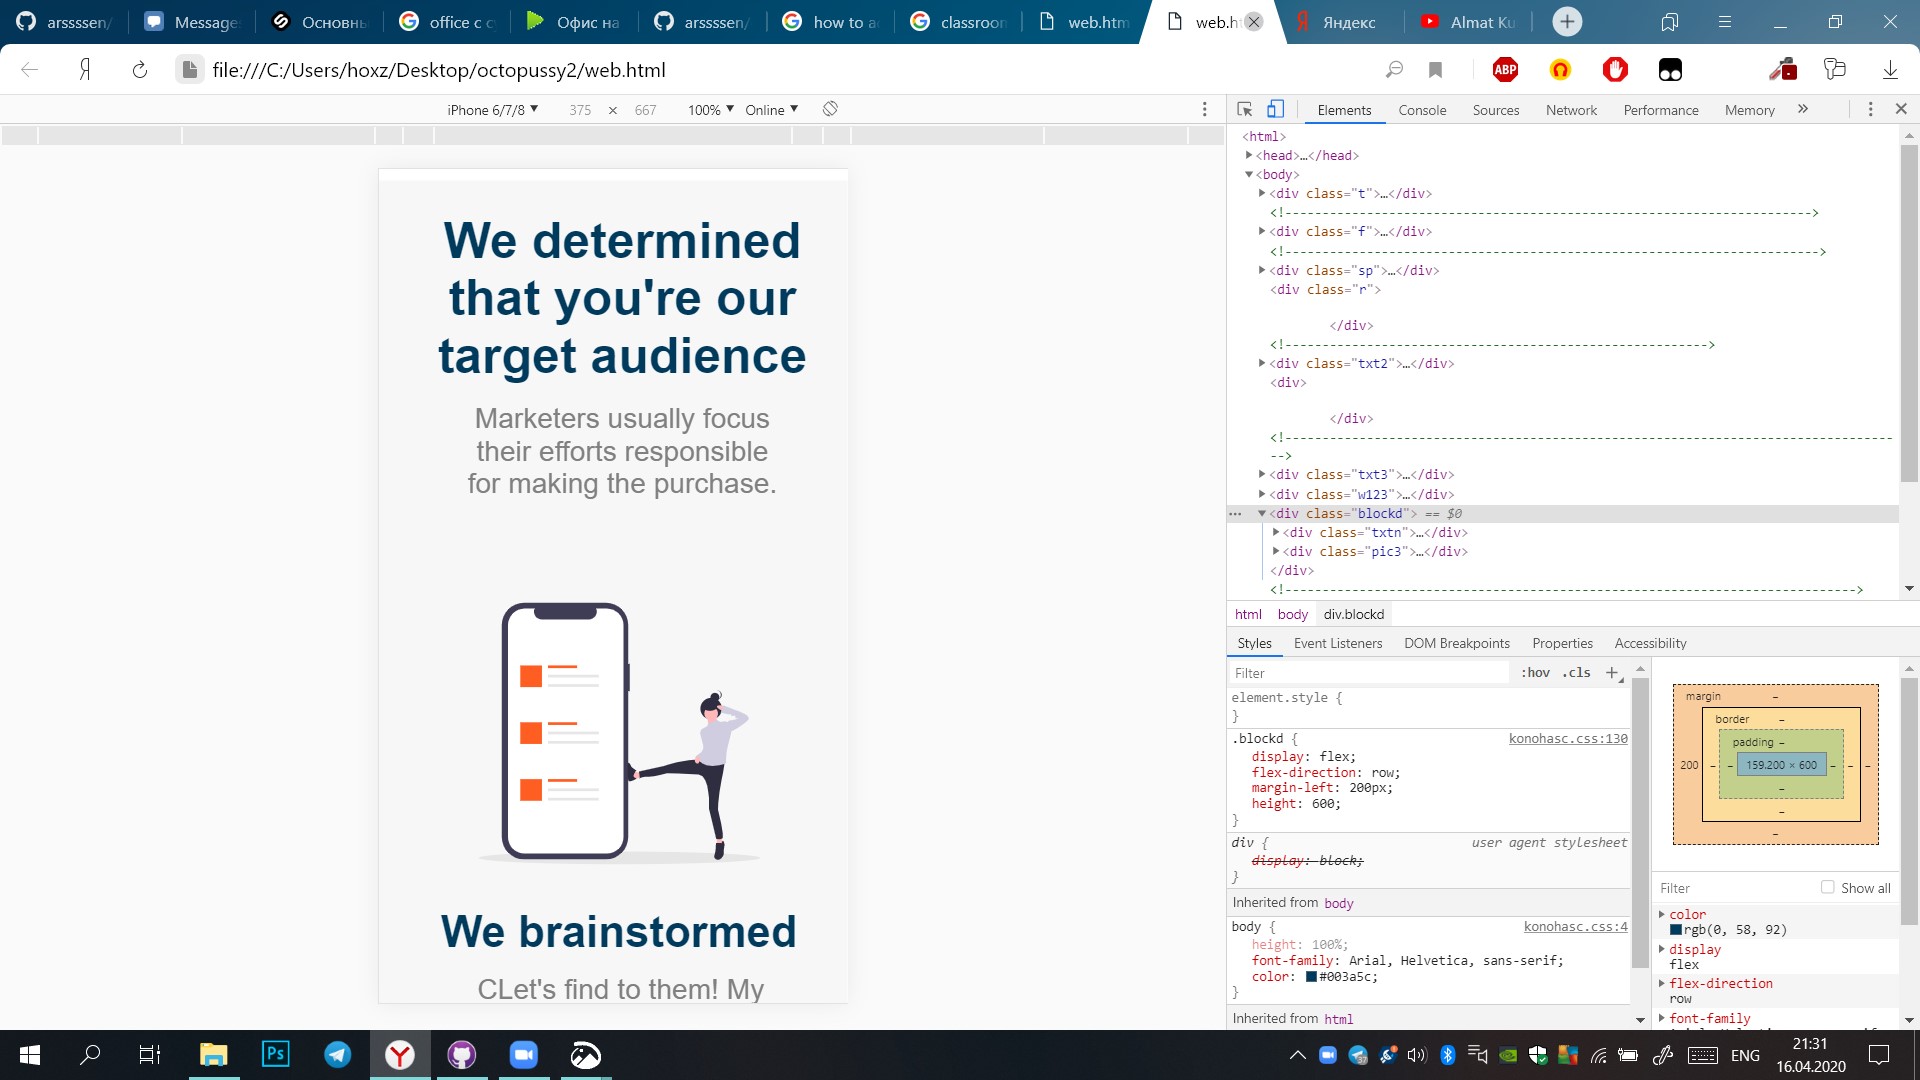 arsssen/
Message
Основны
office с
Офис на
arsssen/
how to a
classroon
web.htm
web.ht
Яндекс
Almat Ku
file:///C:/Users/hoxz/Desktop/octopussy2/web.html
ABP
iPhone 6/7/8 ▼ 375 × 667 100% ▼ Online ▼
Elements Console Sources Network Performance Memory »
<html>
<head>…</head>
<body>
<div class="t">…</div>
<!----------------------------------------------------------------------->
<div class="f">…</div>
<!------------------------------------------------------------------------>
<div class="sp">…</div>
<div class="r">
</div>
<!--------------------------------------------------------->
<div class="txt2">…</div>
<div>
</div>
<!---------------------------------------------------------------------------------
-->
<div class="txt3">…</div>
<div class="w123">…</div>
<div class="blockd"> == $0
<div class="txtn">…</div>
<div class="pic3">…</div>
</div>
<!----------------------------------------------------------------------------->
html body div.blockd
Styles Event Listeners DOM Breakpoints Properties Accessibility
Filter :hov .cls +
element.style {
}
.blockd { konohasc.css:130
display: flex;
flex-direction: row;
margin-left: 200px;
height: 600;
}
div { user agent stylesheet
display: block;
}
Inherited from body
body { konohasc.css:4
height: 100%;
font-family: Arial, Helvetica, sans-serif;
color: #003a5c;
}
Inherited from html
margin –
border –
padding –
200 – – 159.200 × 600 – – –
–
–
–
Filter Show all
color
rgb(0, 58, 92)
display
flex
flex-direction
row
font-family
We determined
that you're our
target audience
Marketers usually focus
their efforts responsible
for making the purchase.
We brainstormed
CLet's find to them! My
Ps
ENG
21:31
16.04.2020